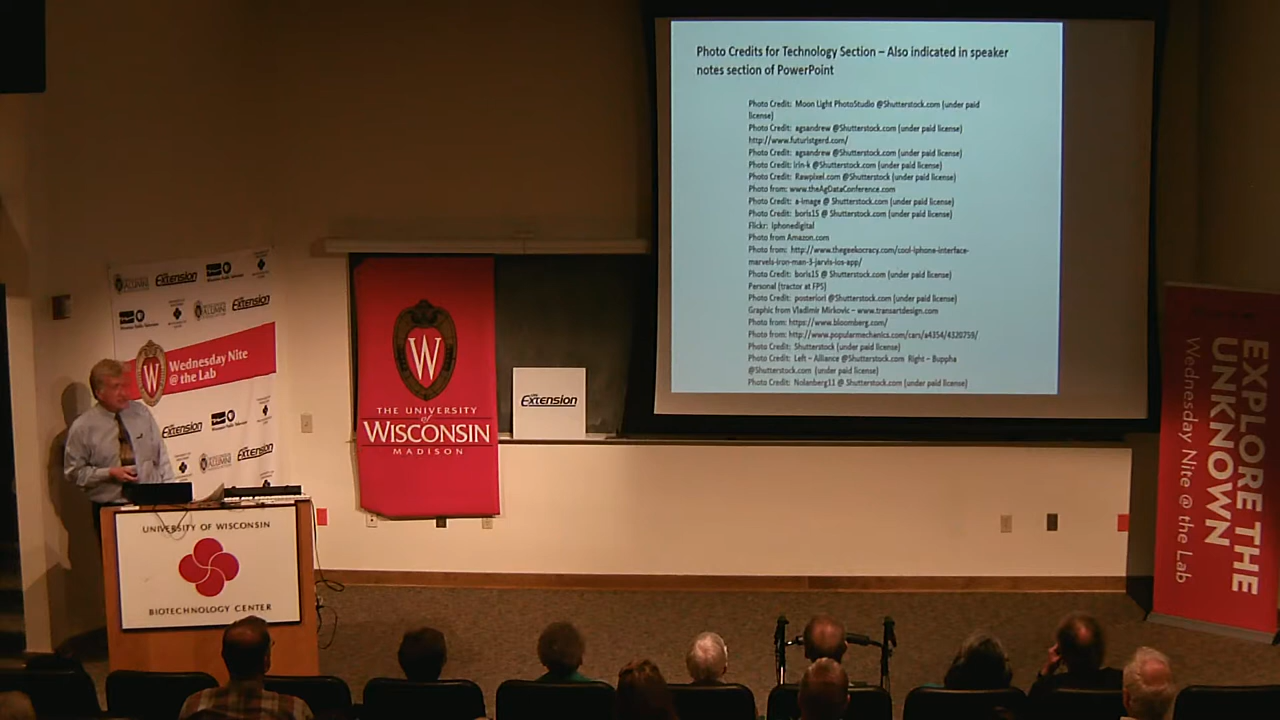 Photo Credits for Technology Section – Also indicated in speaker
notes section of PowerPoint
Photo Credit: Moon Light PhotoStudio @Shutterstock.com (under paid
license)
Photo Credit: agsandrew @Shutterstock.com (under paid license)
http://www.futuristgerd.com/
Photo Credit: agsandrew @Shutterstock.com (under paid license)
Photo Credit: irin-k @Shutterstock.com (under paid license)
Photo Credit: Rawpixel.com @Shutterstock (under paid license)
Photo from: www.theAgDataConference.com
Photo Credit: a-image @ Shutterstock.com (under paid license)
Photo Credit: boris15 @ Shutterstock.com (under paid license)
Flickr: iphonedigital
Photo from Amazon.com
Photo from: http://www.thegeekocracy.com/cool-iphone-interface-
marvels-iron-man-3-jarvis-ios-app/
Photo Credit: boris15 @ Shutterstock.com (under paid license)
Personal (tractor at FPS)
Photo Credit: posteriori @Shutterstock.com (under paid license)
Graphic from Vladimir Mirkovic – www.transartdesign.com
Photo from: https://www.bloomberg.com/
Photo from: http://www.popularmechanics.com/cars/a4354/4320759/
Photo Credit: Shutterstock (under paid license)
Photo Credit: Left – Alliance @Shutterstock.com Right – Buppha
@Shutterstock.com (under paid license)
Photo Credit: Nolanberg11 @ Shutterstock.com (under paid license)
Extension
Wednesday Nite
@ the Lab
Extension
Extension
Extension
W
THE UNIVERSITY
of
WISCONSIN
MADISON
Extension
UNIVERSITY OF WISCONSIN
BIOTECHNOLOGY CENTER
EXPLORE THE
UNKNOWN
Wednesday Nite @ the Lab